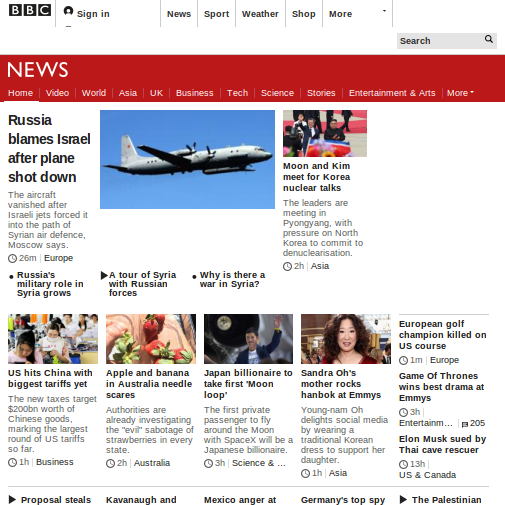 BBC
Sign in
News
Sport
Weather
Shop
More
Search
NEWS
Home
Video
World
Asia
UK
Business
Tech
Science
Stories
Entertainment & Arts
More
Russia
blames Israel
after plane
shot down
The aircraft
vanished after
Israeli jets forced it
into the path of
Syrian air defence,
Moscow says.
26m Europe
Moon and Kim
meet for Korea
nuclear talks
The leaders are
meeting in
Pyongyang, with
pressure on North
Korea to commit to
denuclearisation.
2h Asia
Russia's
military role in
Syria grows
A tour of Syria
with Russian
forces
Why is there a
war in Syria?
US hits China with
biggest tariffs yet
The new taxes target
$200bn worth of
Chinese goods,
marking the largest
round of US tariffs
so far.
1h Business
Apple and banana
in Australia needle
scares
Authorities are
already investigating
the "evil" sabotage of
strawberries in every
state.
2h Australia
Japan billionaire to
take first 'Moon
loop'
The first private
passenger to fly
around the Moon
with SpaceX will be a
Japanese billionaire.
3h Science & ...
Sandra Oh's
mother rocks
hanbok at Emmys
Young-nam Oh
delights social media
by wearing a
traditional Korean
dress to support her
daughter.
1h Asia
European golf
champion killed on
US course
1m Europe
Game Of Thrones
wins best drama at
Emmys
3h
Entertainm... 205
Elon Musk sued by
Thai cave rescuer
13h
US & Canada
Proposal steals
Kavanaugh and
Mexico anger at
Germany's top spy
The Palestinian